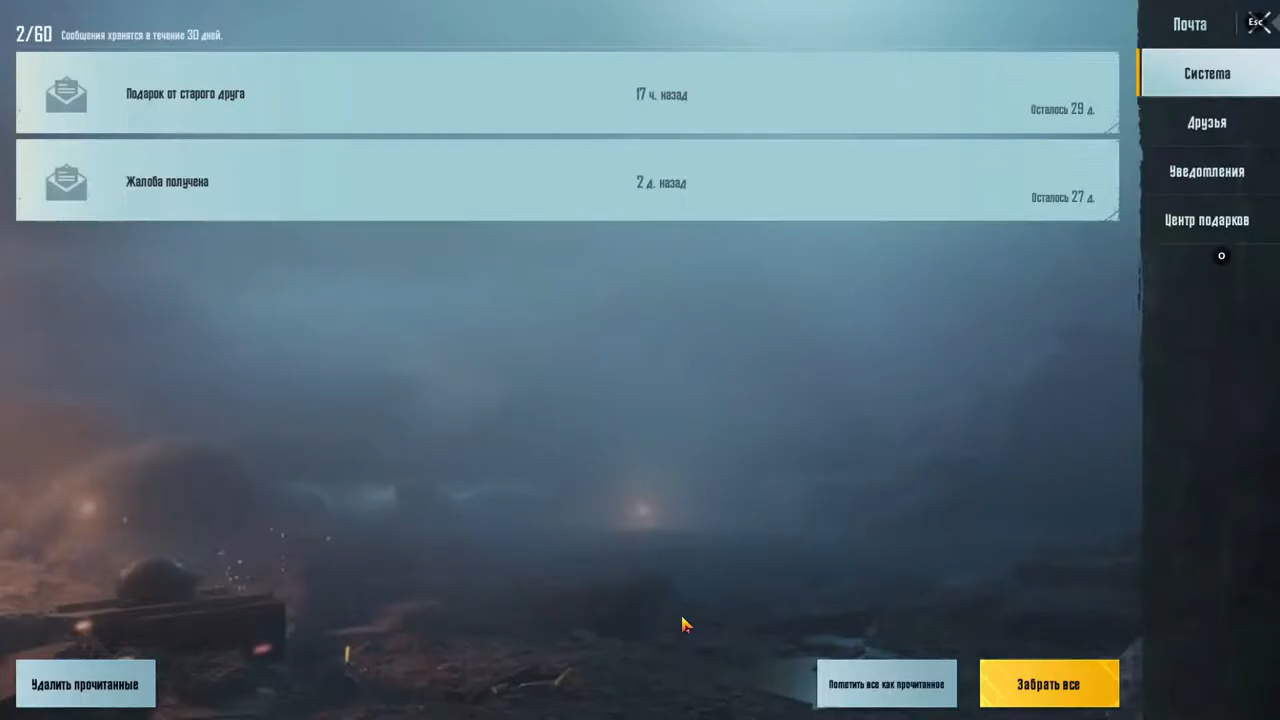 2/60 Сообщения хранятся в течение 30 дней.
Почта
Esc
Подарок от старого друга
17 ч. назад
Осталось 29 д.
Жалоба получена
2 д. назад
Осталось 27 д.
Система
Друзья
Уведомления
Центр подарков
O
Удалить прочитанные
Пометить все как прочитанное
Забрать все